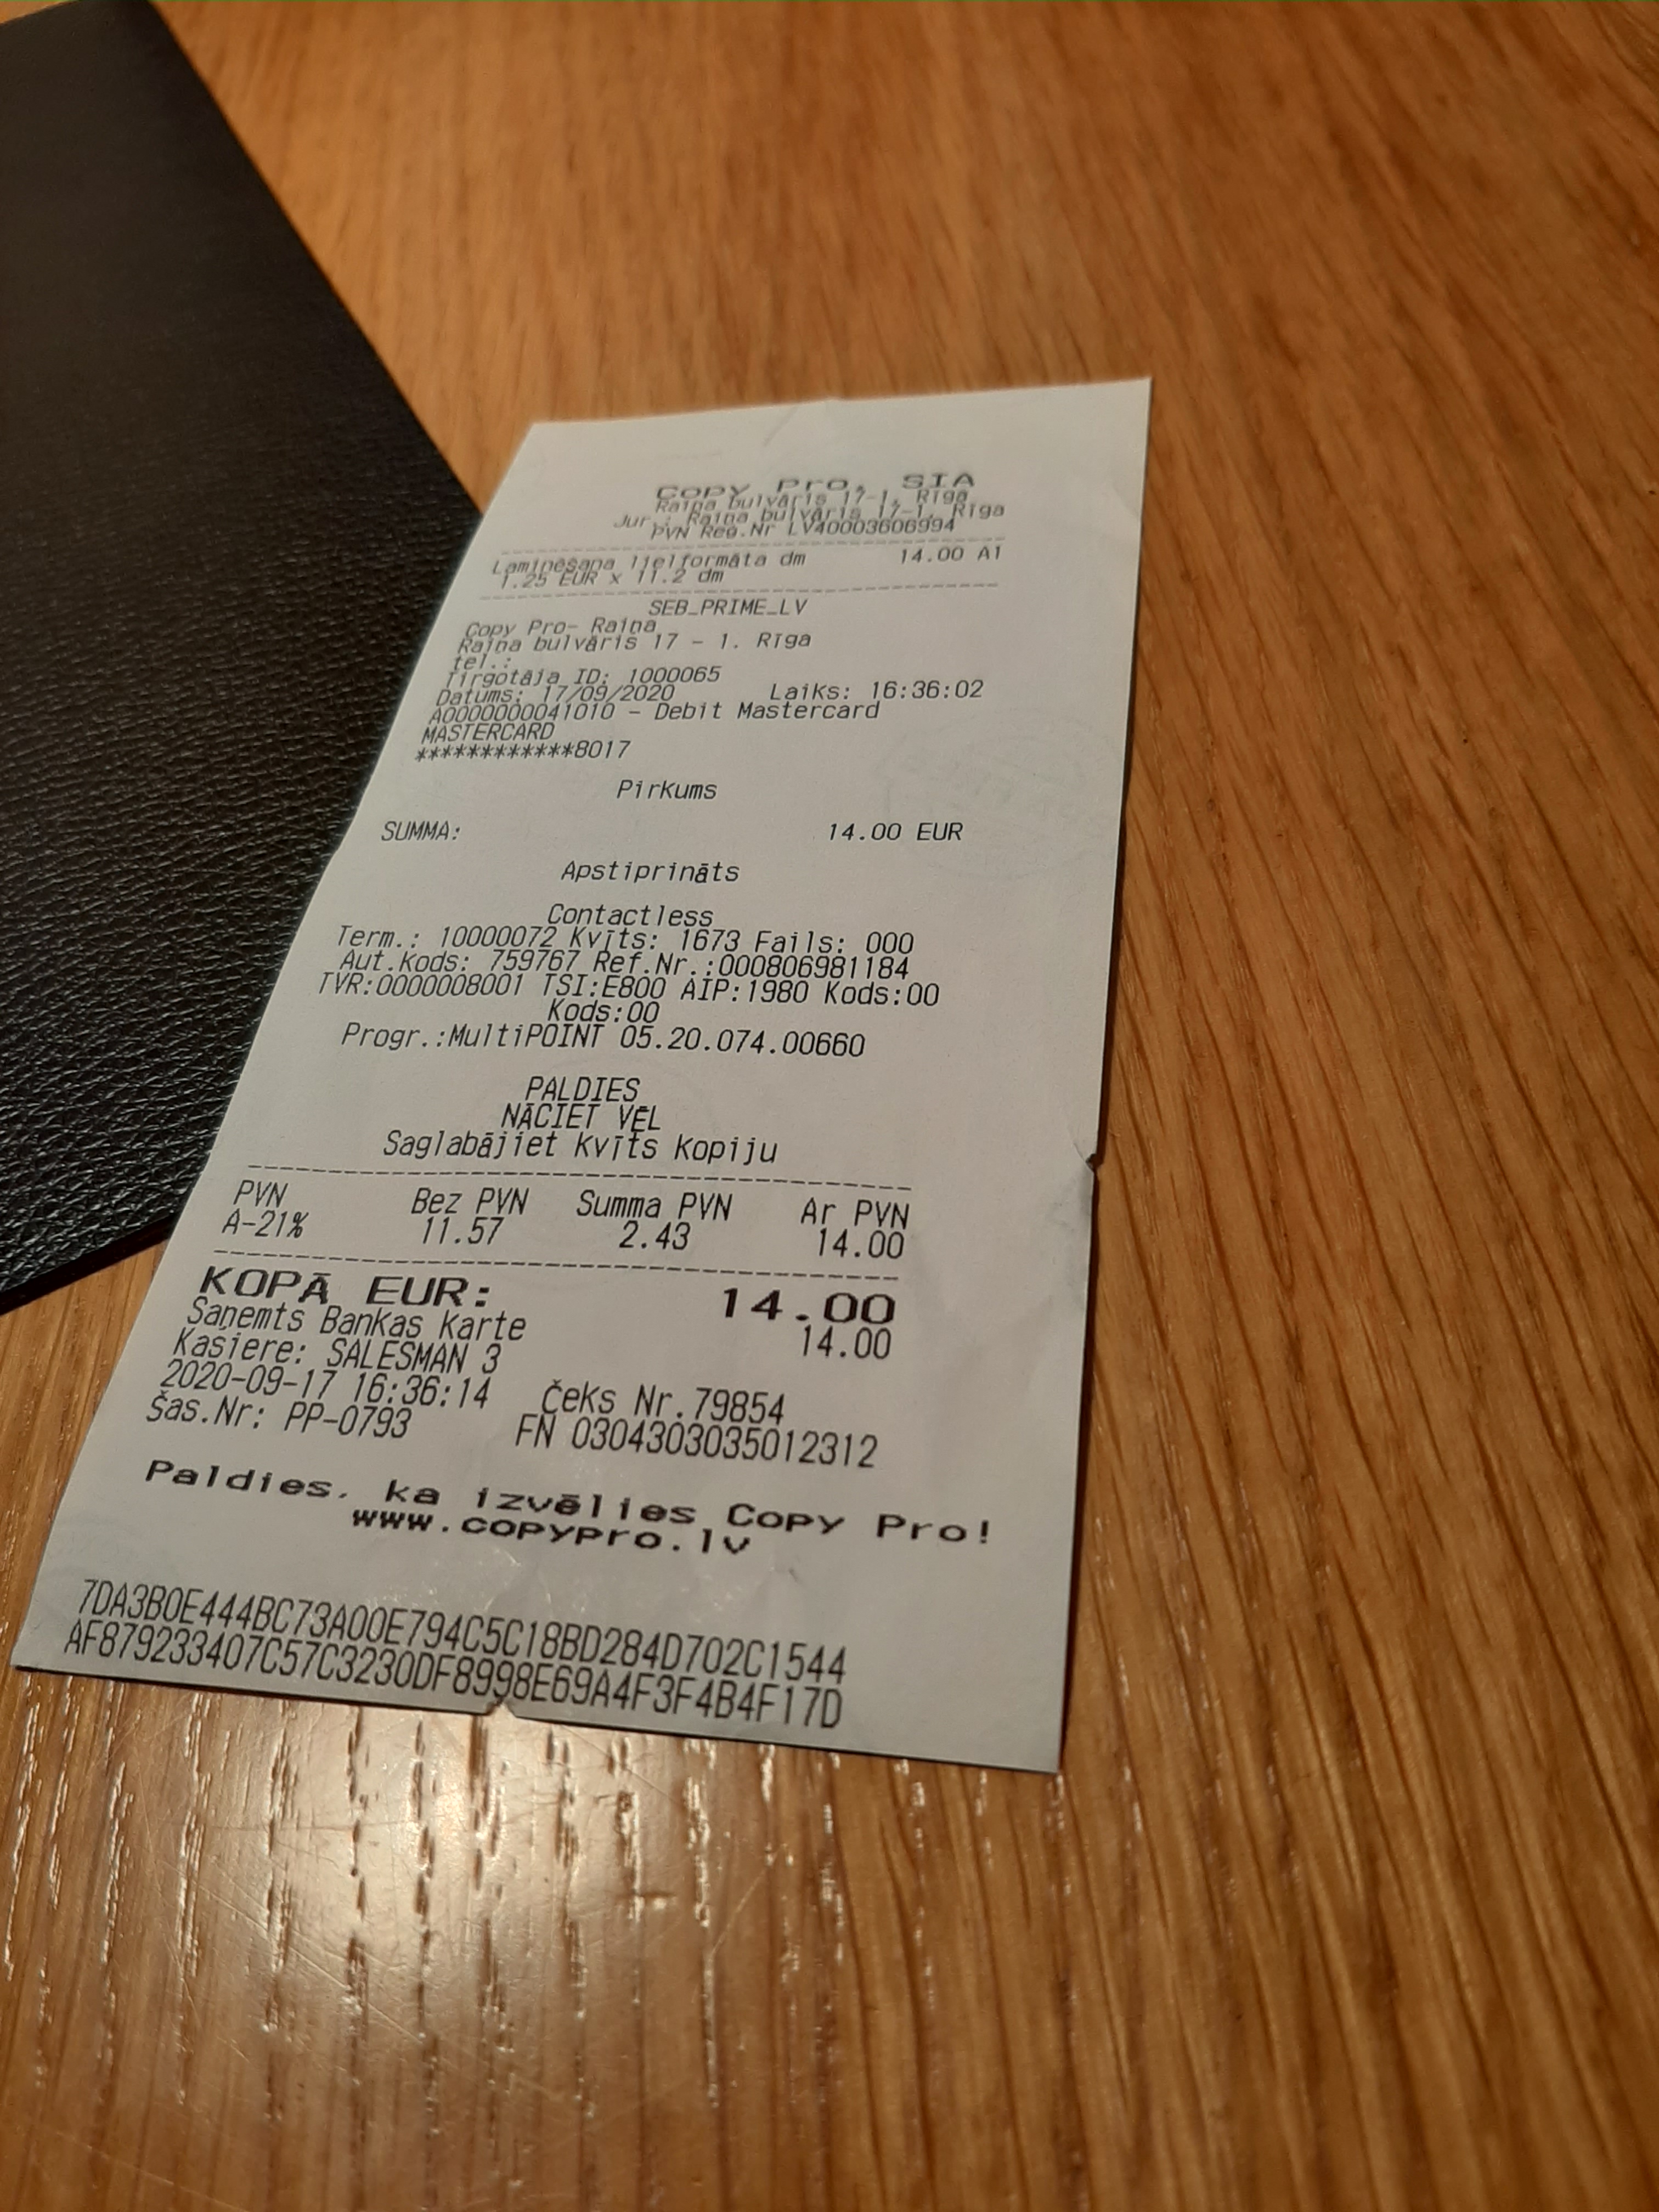 Copy Pro, SIA
Raiņa bulvāris 17-1, Rīga
Jur.: Raiņa bulvāris 17-1, Rīga
PVN Reg.Nr LV40003606994
Laminēšana lielformāta dm 14.00 A1
1.25 EUR x 11.2 dm
SEB_PRIME_LV
Copy Pro- Raiņa
Raiņa bulvāris 17 - 1. Rīga
tel.:
Tirgotāja ID: 1000065
Datums: 17/09/2020 Laiks: 16:36:02
A0000000041010 - Debit Mastercard
MASTERCARD
************8017
Pirkums
SUMMA: 14.00 EUR
Apstiprināts
Contactless
Term.: 10000072 Kvīts: 1673 Fails: 000
Aut.kods: 759767 Ref.Nr.:000806981184
TVR:0000008001 TSI:E800 AIP:1980 Kods:00
Kods:00
Progr.:MultiPOINT 05.20.074.00660
PALDIES
NĀCIET VĒL
Saglabājiet kvīts kopiju
PVN Bez PVN Summa PVN Ar PVN
A-21% 11.57 2.43 14.00
KOPĀ EUR: 14.00
Saņemts Bankas karte 14.00
Kasiere: SALESMAN 3
2020-09-17 16:36:14 Čeks Nr.79854
Šas.Nr: PP-0793 FN 0304303035012312
Paldies, ka izvēlies Copy Pro!
www.copypro.lv
7DA3B0E444BC73A00E794C5C18BD284D702C1544
AF879233407C57C3230DF8998E69A4F3F4B4F17D